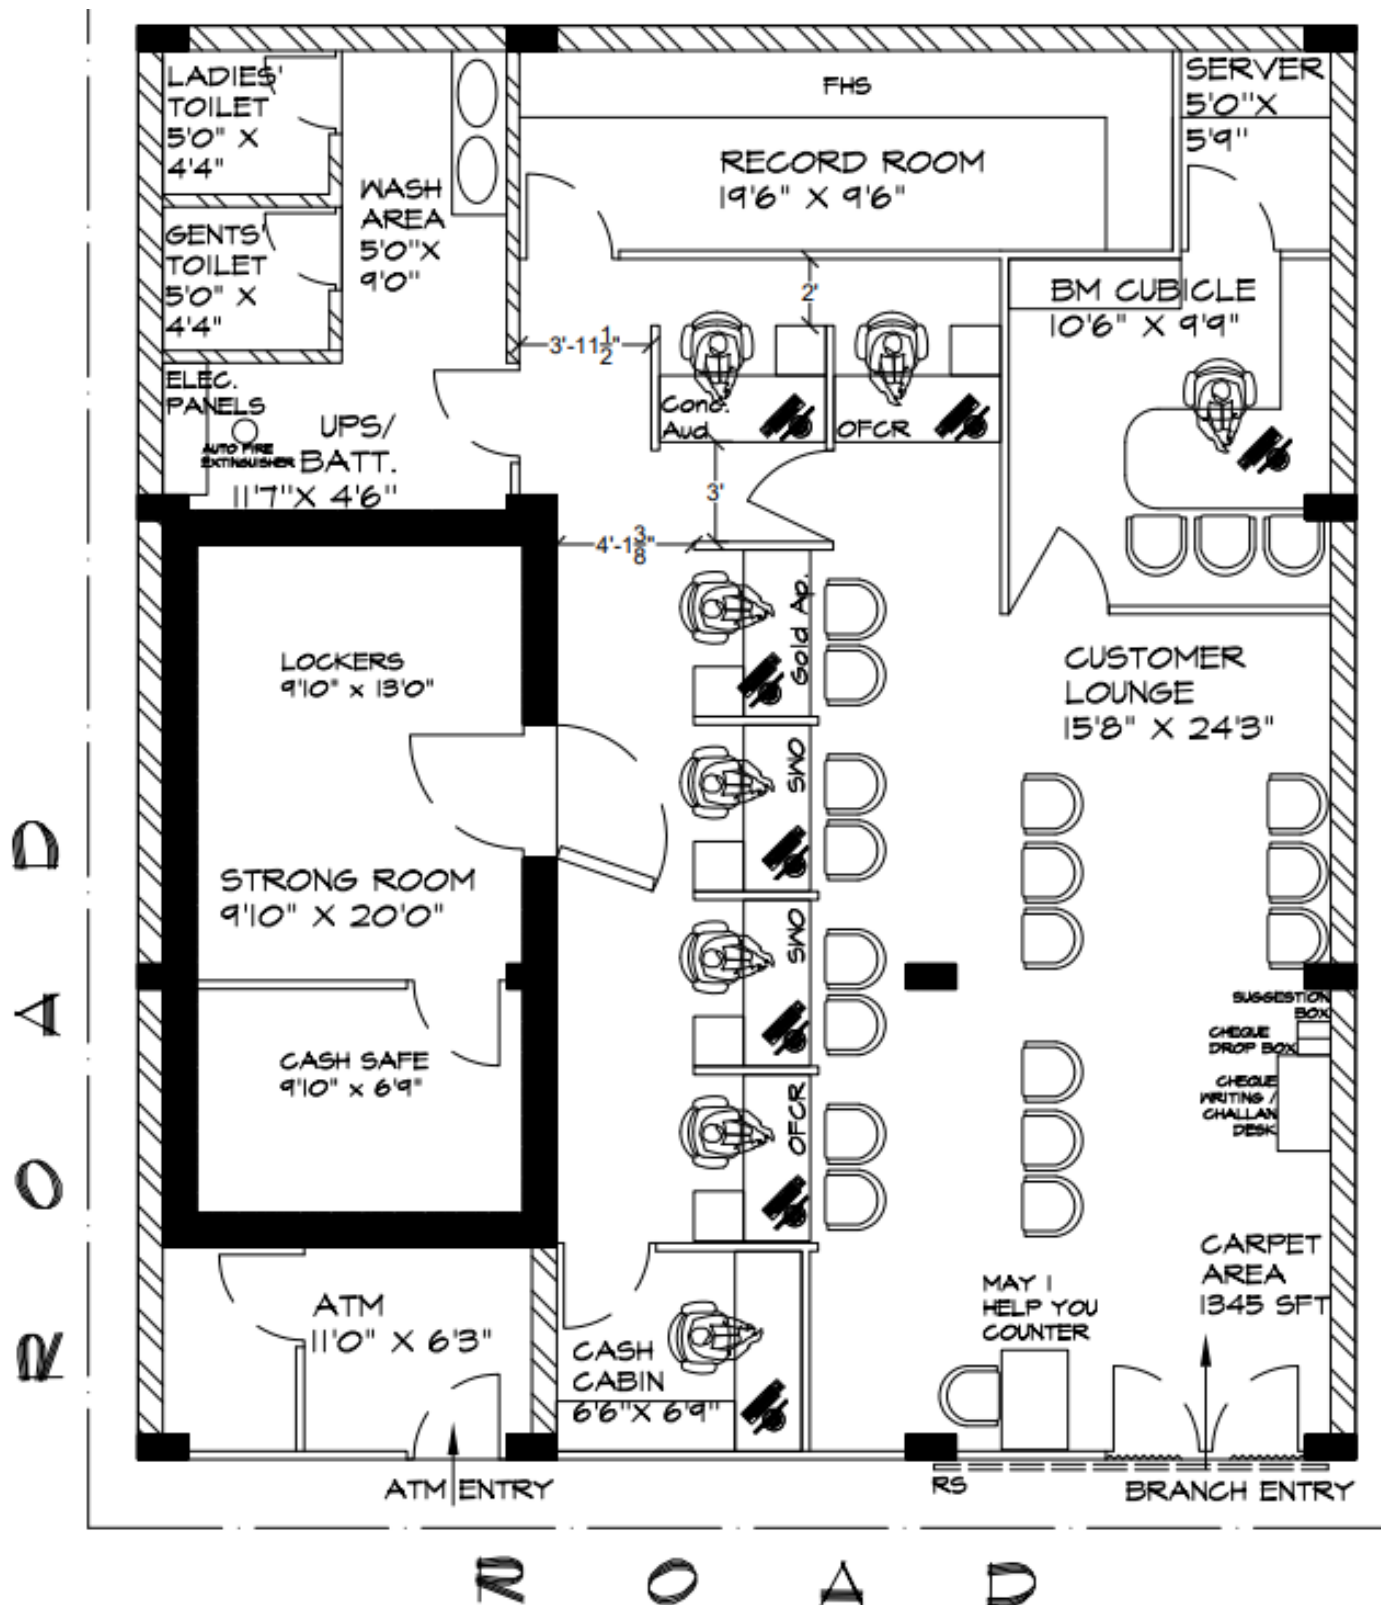 LADIES'
TOILET
5'0" X
4'4"
WASH
AREA
5'0"X
9'0"
FHS
RECORD ROOM
19'6" X 9'6"
SERVER
5'0"X
5'9"
GENTS'
TOILET
5'0" X
4'4"
2'
3'-11 1/2"
BM CUBICLE
10'6" X 9'9"
ELEC.
PANELS
AUTO FIRE
EXTINGUISHER
UPS/
BATT.
11'7"X 4'6"
Conc.
Aud.
OFCR
3'
4'-1 3/8"
Gold Ap.
LOCKERS
9'10" x 13'0"
CUSTOMER
LOUNGE
15'8" X 24'3"
SWO
STRONG ROOM
9'10" X 20'0"
SWO
SUGGESTION
BOX
CHEQUE
DROP BOX
CASH SAFE
9'10" x 6'9"
OFCR
CHEQUE
WRITING /
CHALLAN
DESK
ATM
11'0" X 6'3"
CASH
CABIN
6'6"X 6'9"
MAY I
HELP YOU
COUNTER
CARPET
AREA
1345 SFT
ATM ENTRY
RS
BRANCH ENTRY
ROAD
ROAD